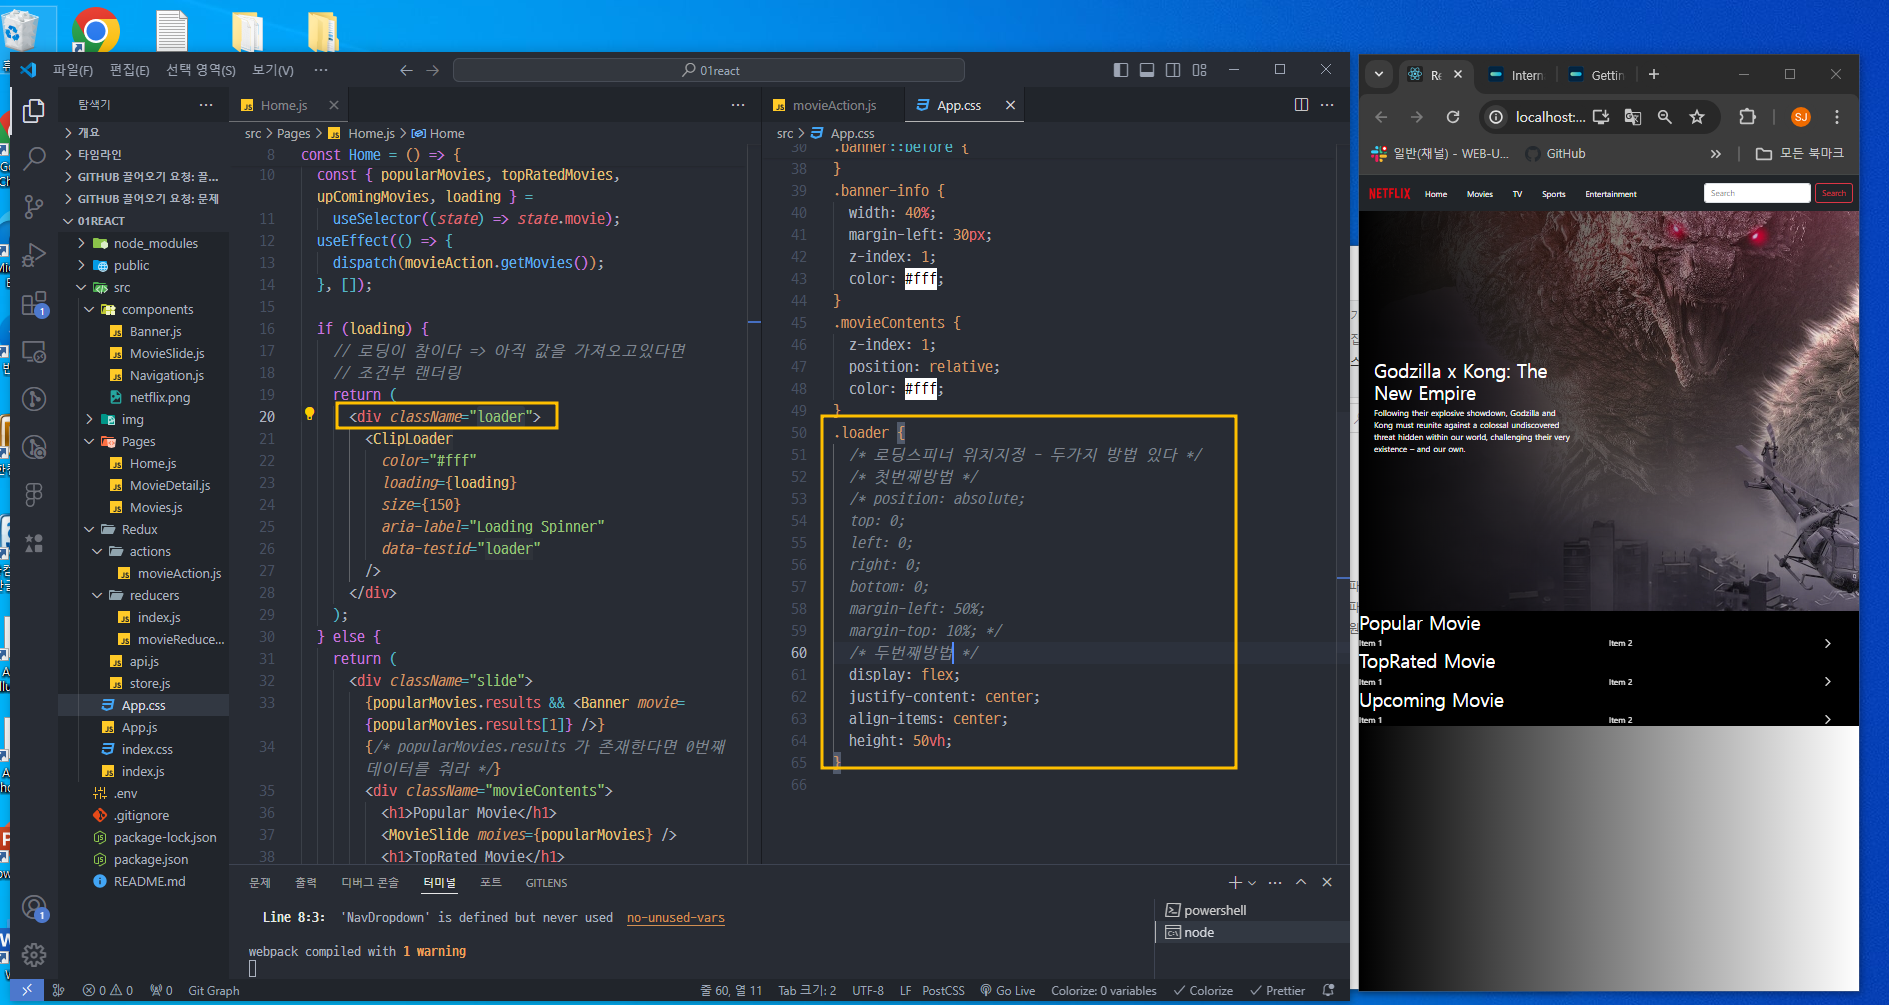 파일(F) 편집(E) 선택 영역(S) 보기(V) ··· 01react
탐색기 ···
개요
타임라인
GITHUB 끌어오기 요청: 끌...
GITHUB 끌어오기 요청: 문제
01REACT
node_modules
public
src
components
Banner.js
MovieSlide.js
Navigation.js
netflix.png
img
Pages
Home.js
MovieDetail.js
Movies.js
Redux
actions
movieAction.js
reducers
index.js
movieReduce...
api.js
store.js
App.css
App.js
index.css
index.js
.env
.gitignore
package-lock.json
package.json
README.md
Home.js
src > Pages > Home.js > Home
8 const Home = () => {
10 const { popularMovies, topRatedMovies,
upComingMovies, loading } =
11 useSelector((state) => state.movie);
12 useEffect(() => {
13 dispatch(movieAction.getMovies());
14 }, []);
15
16 if (loading) {
17 // 로딩이 참이다 => 아직 값을 가져오고있다면
18 // 조건부 랜더링
19 return (
20 <div className="loader">
21 <ClipLoader
22 color="#fff"
23 loading={loading}
24 size={150}
25 aria-label="Loading Spinner"
26 data-testid="loader"
27 />
28 </div>
29 );
30 } else {
31 return (
32 <div className="slide">
33 {popularMovies.results && <Banner movie=
{popularMovies.results[1]} />}
34 {/* popularMovies.results 가 존재한다면 0번째
데이터를 줘라 */}
35 <div className="movieContents">
36 <h1>Popular Movie</h1>
37 <MovieSlide moives={popularMovies} />
38 <h1>TopRated Movie</h1>
movieAction.js App.css
src > App.css
30 .banner::before {
38 }
39 .banner-info {
40 width: 40%;
41 margin-left: 30px;
42 z-index: 1;
43 color: #fff;
44 }
45 .movieContents {
46 z-index: 1;
47 position: relative;
48 color: #fff;
49 }
50 .loader {
51 /* 로딩스피너 위치지정 - 두가지 방법 있다 */
52 /* 첫번째방법 */
53 /* position: absolute;
54 top: 0;
55 left: 0;
56 right: 0;
57 bottom: 0;
58 margin-left: 50%;
59 margin-top: 10%; */
60 /* 두번째방법 */
61 display: flex;
62 justify-content: center;
63 align-items: center;
64 height: 50vh;
65 }
66
문제 출력 디버그 콘솔 터미널 포트 GITLENS
Line 8:3: 'NavDropdown' is defined but never used no-unused-vars
webpack compiled with 1 warning
powershell
node
0 0 0 Git Graph 줄 60, 열 11 Tab 크기: 2 UTF-8 LF PostCSS Go Live Colorize: 0 variables Colorize Prettier
Re Intern Gettin
localhost:... SJ
일반(채널) - WEB-U... GitHub » 모든 북마크
NETFLIX Home Movies TV Sports Entertainment Search Search
Godzilla x Kong: The
New Empire
Following their explosive showdown, Godzilla and
Kong must reunite against a colossal undiscovered
threat hidden within our world, challenging their very
existence – and our own.
Popular Movie
Item 1 Item 2
TopRated Movie
Item 1 Item 2
Upcoming Movie
Item 1 Item 2